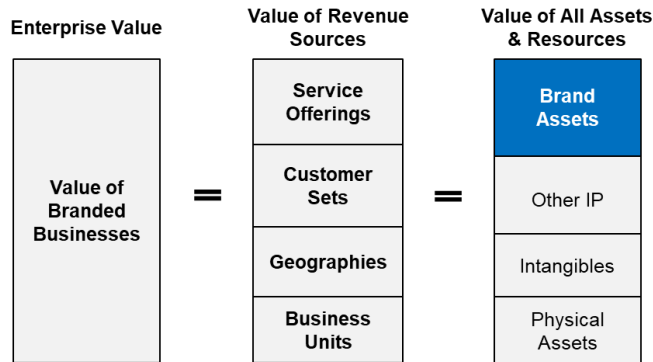 Enterprise Value
Value of Revenue
Sources
Value of All Assets
& Resources
Value of
Branded
Businesses
=
Service
Offerings
Customer
Sets
Geographies
Business
Units
=
Brand
Assets
Other IP
Intangibles
Physical
Assets